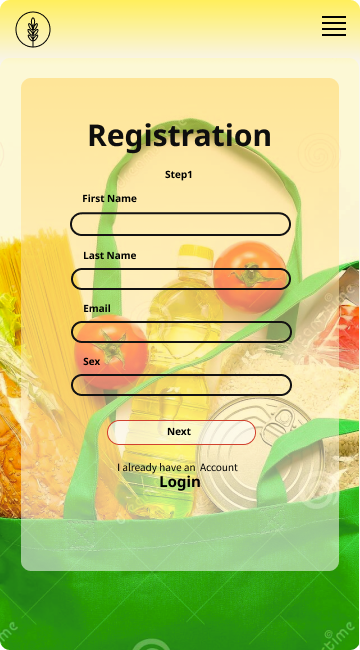 Registration
Step1
First Name
Last Name
Email
Sex
Next
I already have an Account
Login